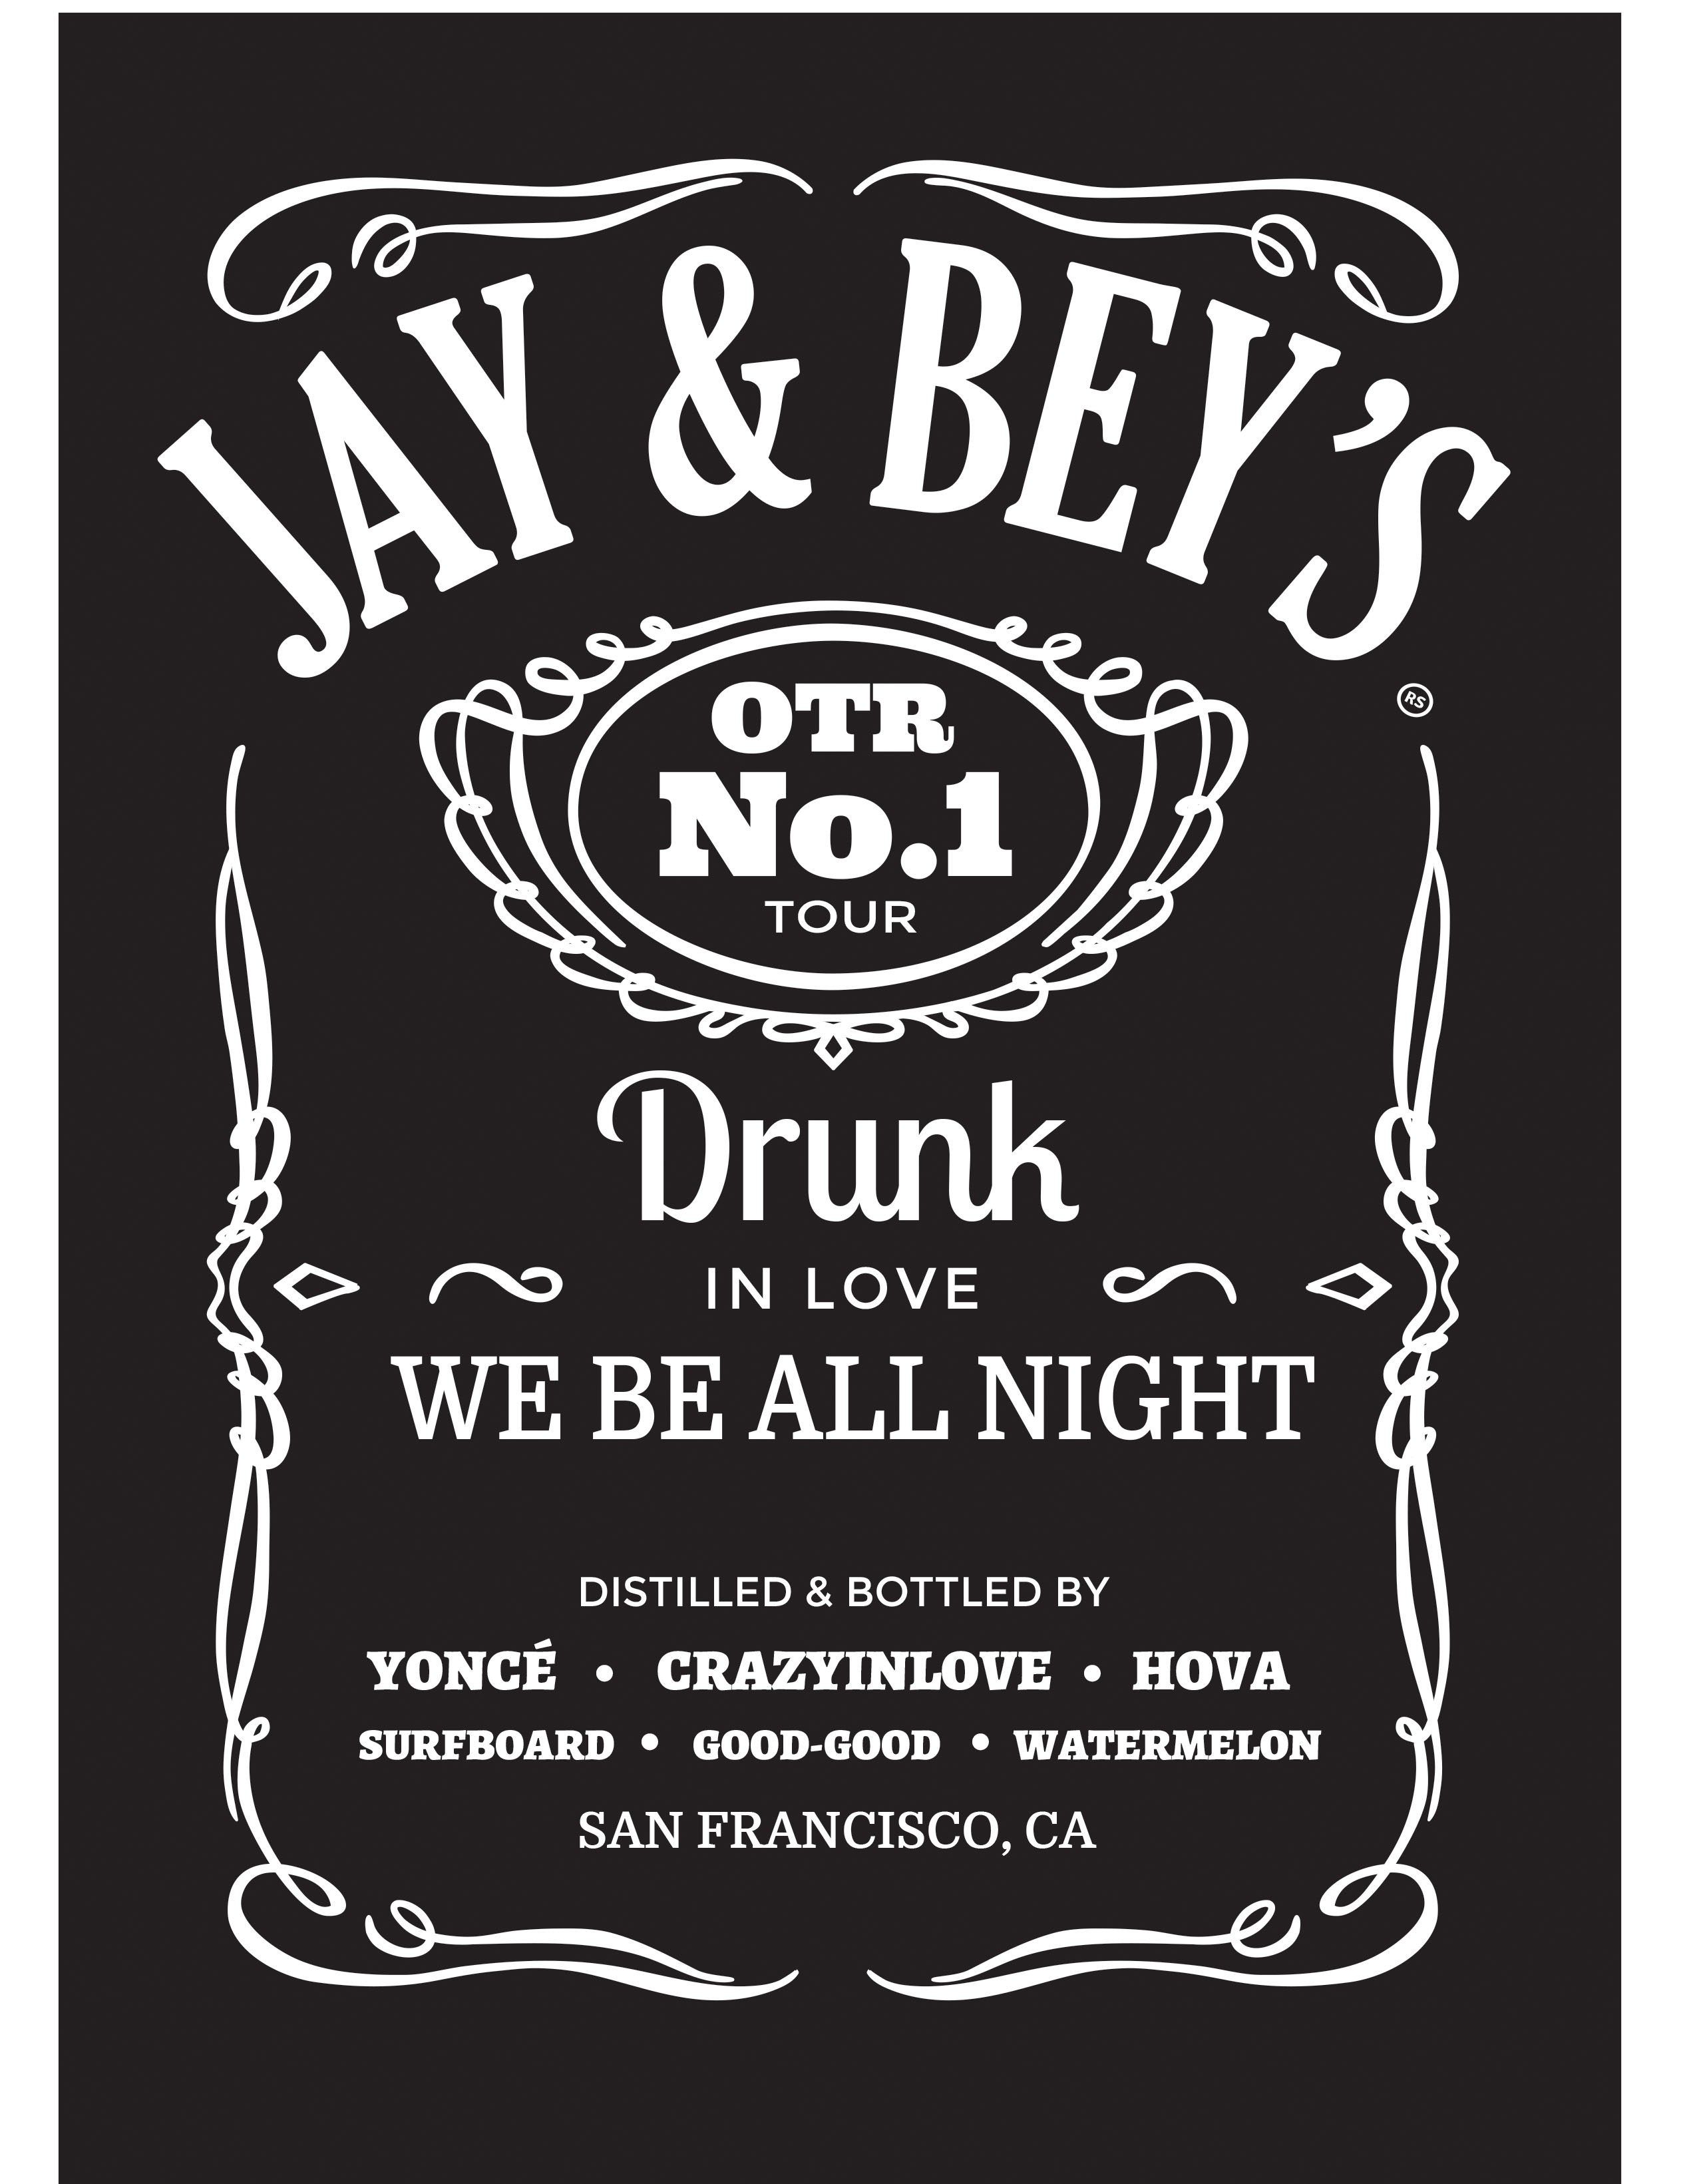 JAY & BEY'S
RS
OTR
No.1
TOUR
Drunk
IN LOVE
WE BE ALL NIGHT
DISTILLED & BOTTLED BY
YONCÉ • CRAZYINLOVE • HOVA
SURFBOARD • GOOD-GOOD • WATERMELON
SAN FRANCISCO, CA